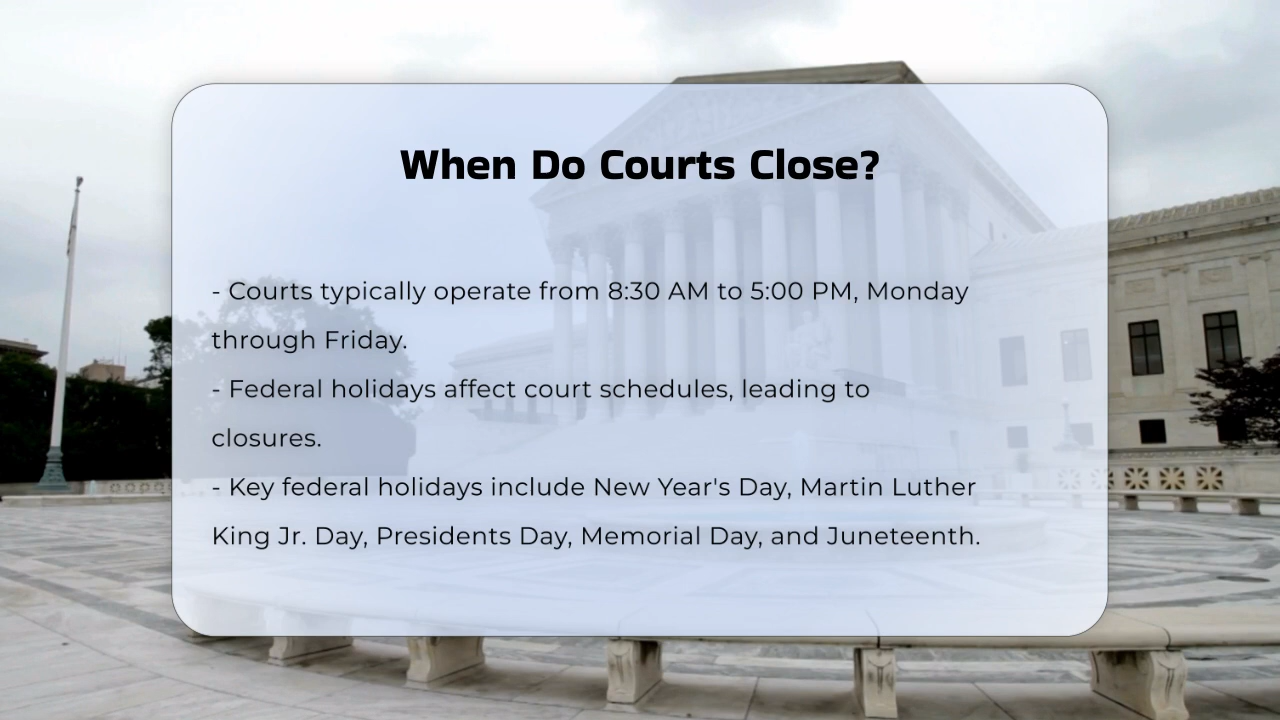 When Do Courts Close?
- Courts typically operate from 8:30 AM to 5:00 PM, Monday
through Friday.
- Federal holidays affect court schedules, leading to
closures.
- Key federal holidays include New Year's Day, Martin Luther
King Jr. Day, Presidents Day, Memorial Day, and Juneteenth.